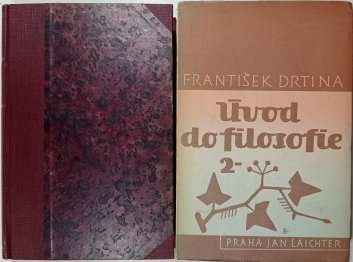 FRANTIŠEK DRTINA
Úvod
do filosofie
2-
B-
PRAHA JAN LAICHTER